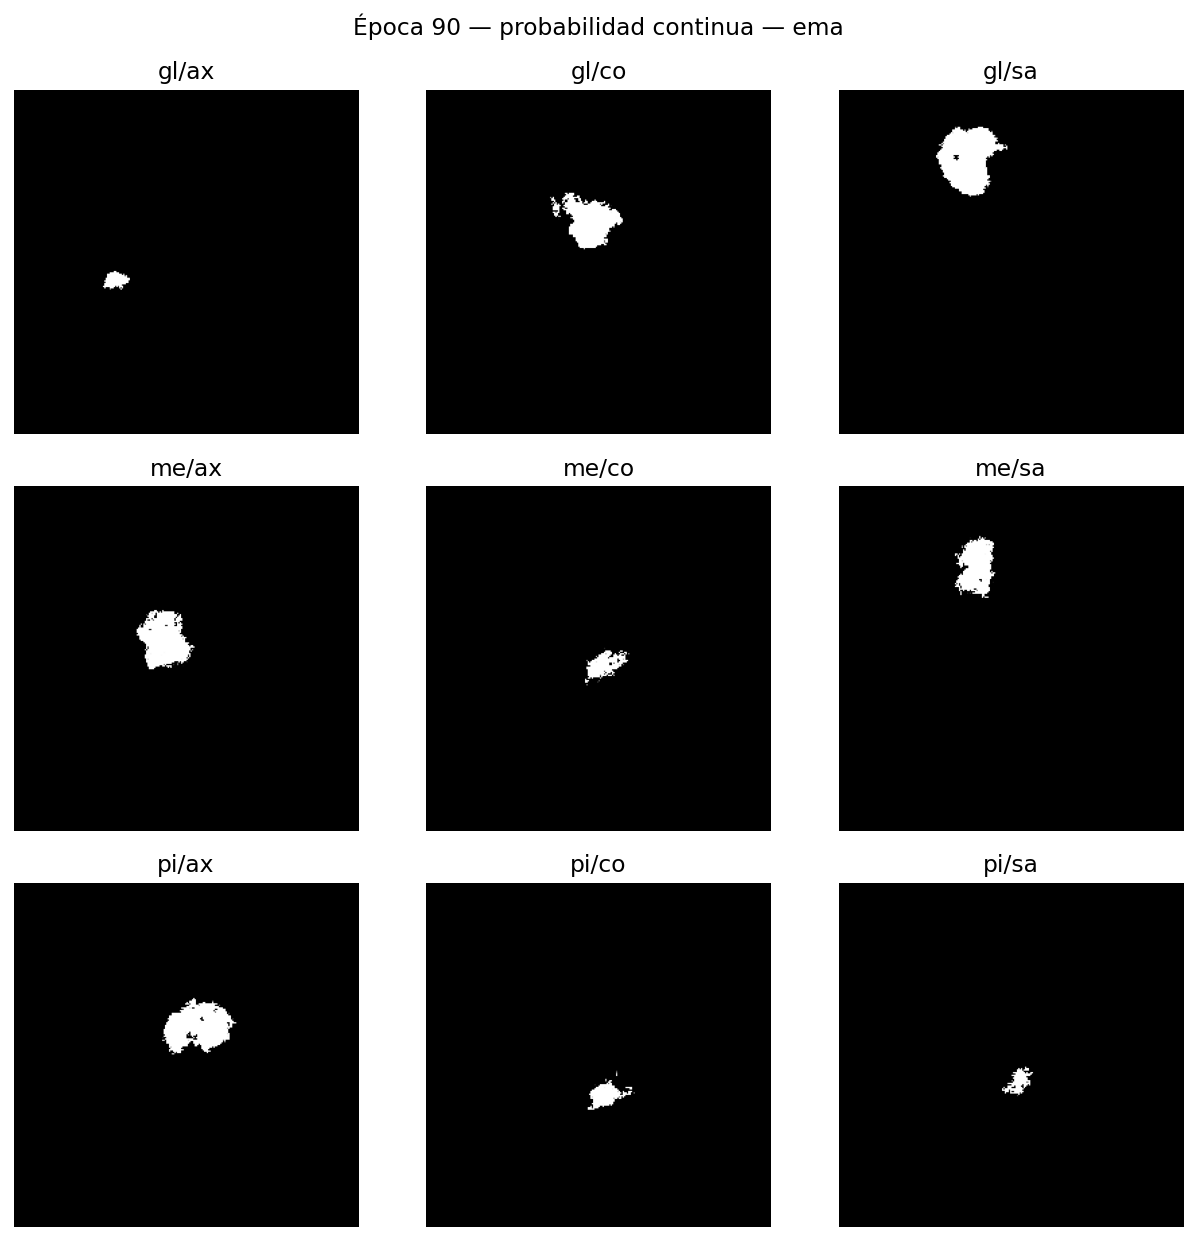 Época 90 — probabilidad continua — ema
gl/ax
gl/co
gl/sa
me/ax
me/co
me/sa
pi/ax
pi/co
pi/sa